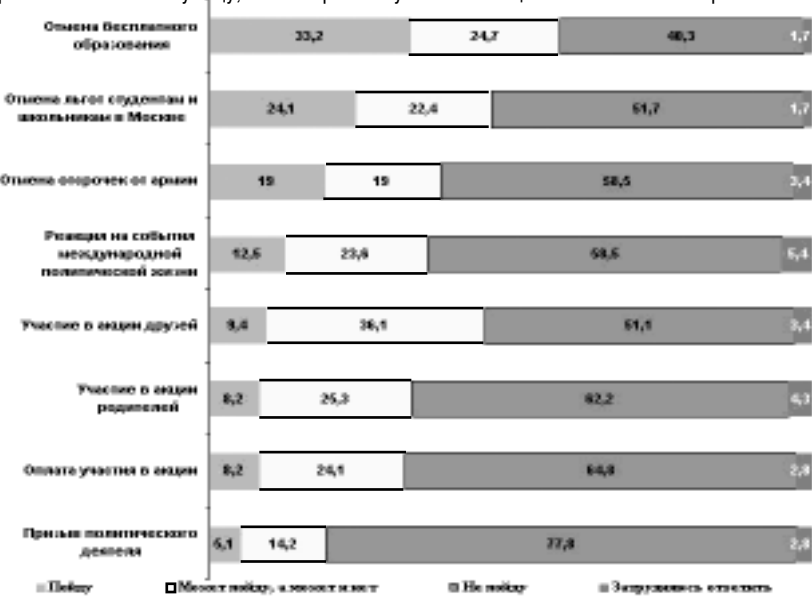 Отмена бесплатного
образования
33,2 24,7 40,3 1,7
Отмена льгот студентам и
школьникам в Москве
24,1 22,4 51,7 1,7
Отмена отсрочек от армии
19 19 58,5 3,4
Реакция на события
международной
политической жизни
12,5 23,6 58,5 5,4
Участие в акции друзей
9,4 36,1 51,1 3,4
Участие в акции
родителей
8,2 25,3 62,2 4,3
Оплата участия в акции
8,2 24,1 64,8 2,8
Призыв политического
деятеля
5,1 14,2 77,8 2,8
Пойду Может пойду, а может и нет Не пойду Затрудняюсь ответить